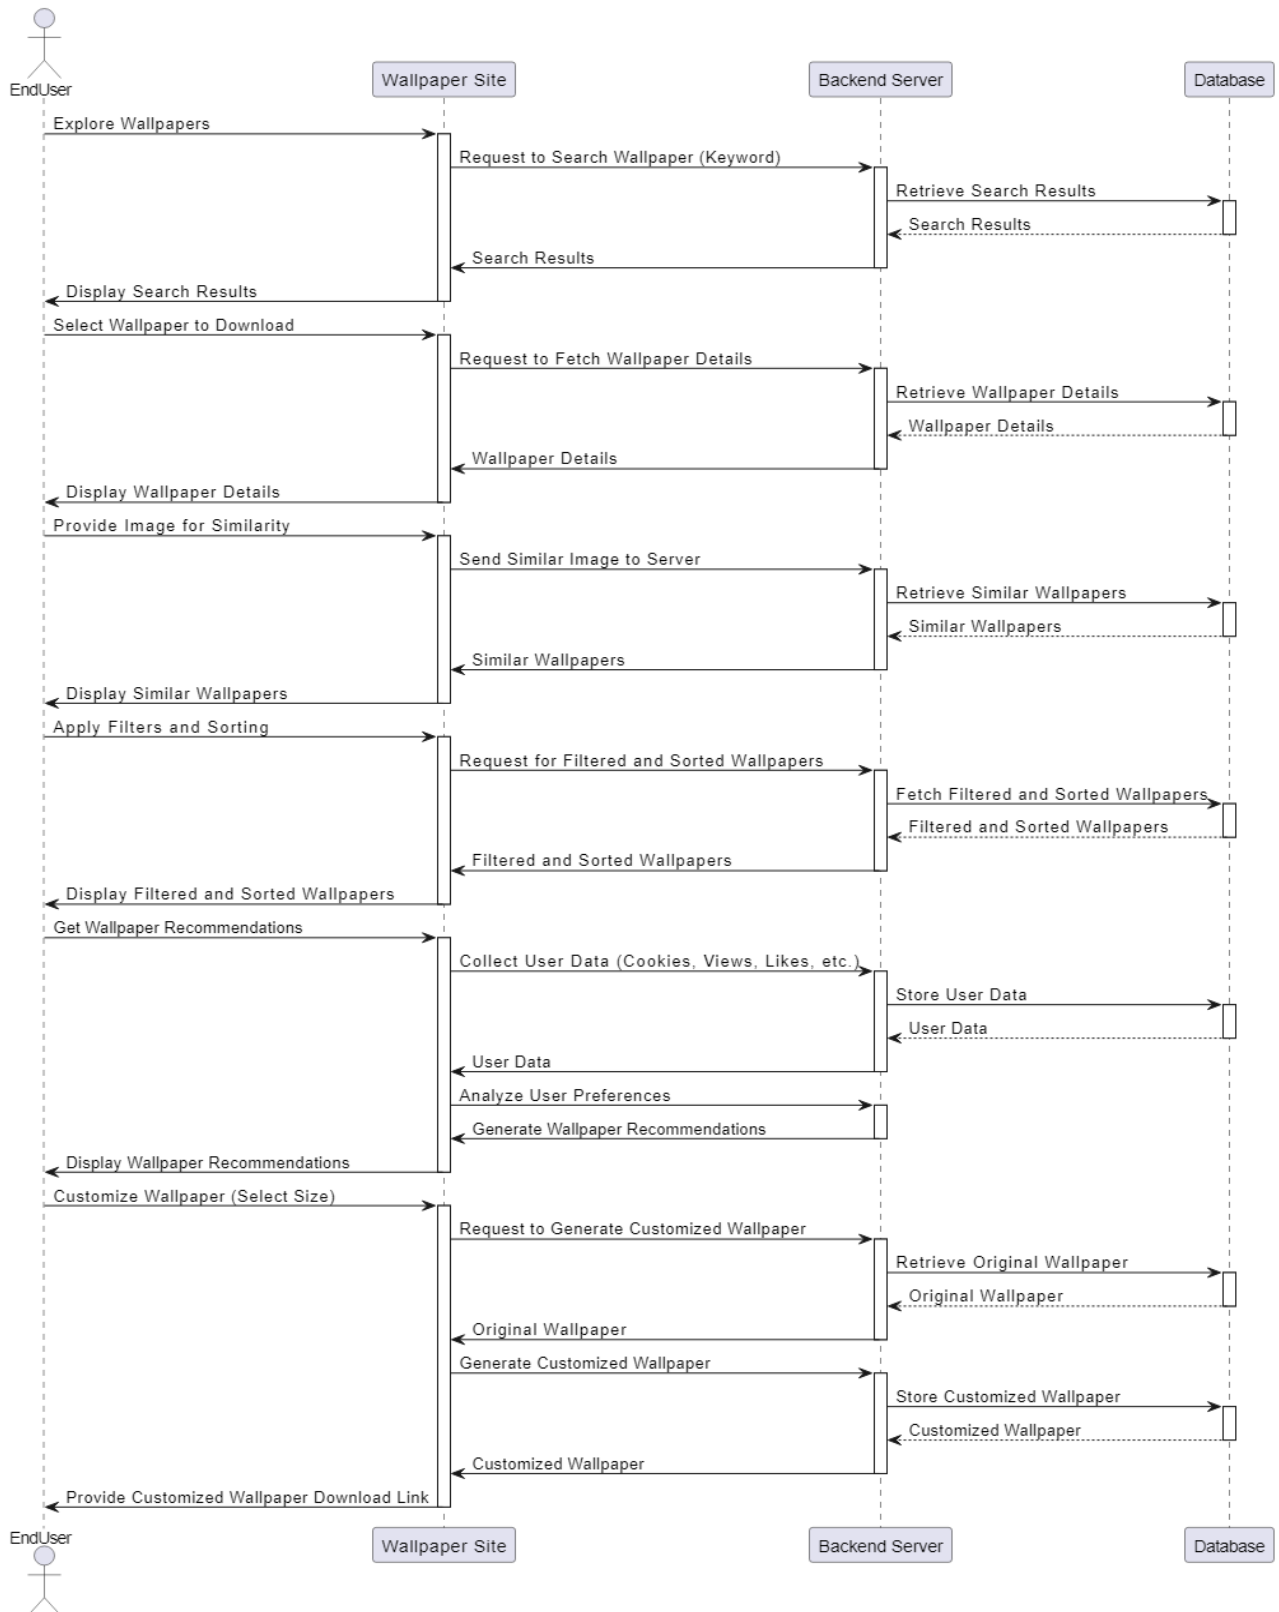 EndUser
Wallpaper Site
Backend Server
Database
Explore Wallpapers
Request to Search Wallpaper (Keyword)
Retrieve Search Results
Search Results
Search Results
Display Search Results
Select Wallpaper to Download
Request to Fetch Wallpaper Details
Retrieve Wallpaper Details
Wallpaper Details
Wallpaper Details
Display Wallpaper Details
Provide Image for Similarity
Send Similar Image to Server
Retrieve Similar Wallpapers
Similar Wallpapers
Similar Wallpapers
Display Similar Wallpapers
Apply Filters and Sorting
Request for Filtered and Sorted Wallpapers
Fetch Filtered and Sorted Wallpapers
Filtered and Sorted Wallpapers
Filtered and Sorted Wallpapers
Display Filtered and Sorted Wallpapers
Get Wallpaper Recommendations
Collect User Data (Cookies, Views, Likes, etc.)
Store User Data
User Data
User Data
Analyze User Preferences
Generate Wallpaper Recommendations
Display Wallpaper Recommendations
Customize Wallpaper (Select Size)
Request to Generate Customized Wallpaper
Retrieve Original Wallpaper
Original Wallpaper
Original Wallpaper
Generate Customized Wallpaper
Store Customized Wallpaper
Customized Wallpaper
Customized Wallpaper
Provide Customized Wallpaper Download Link
EndUser
Wallpaper Site
Backend Server
Database